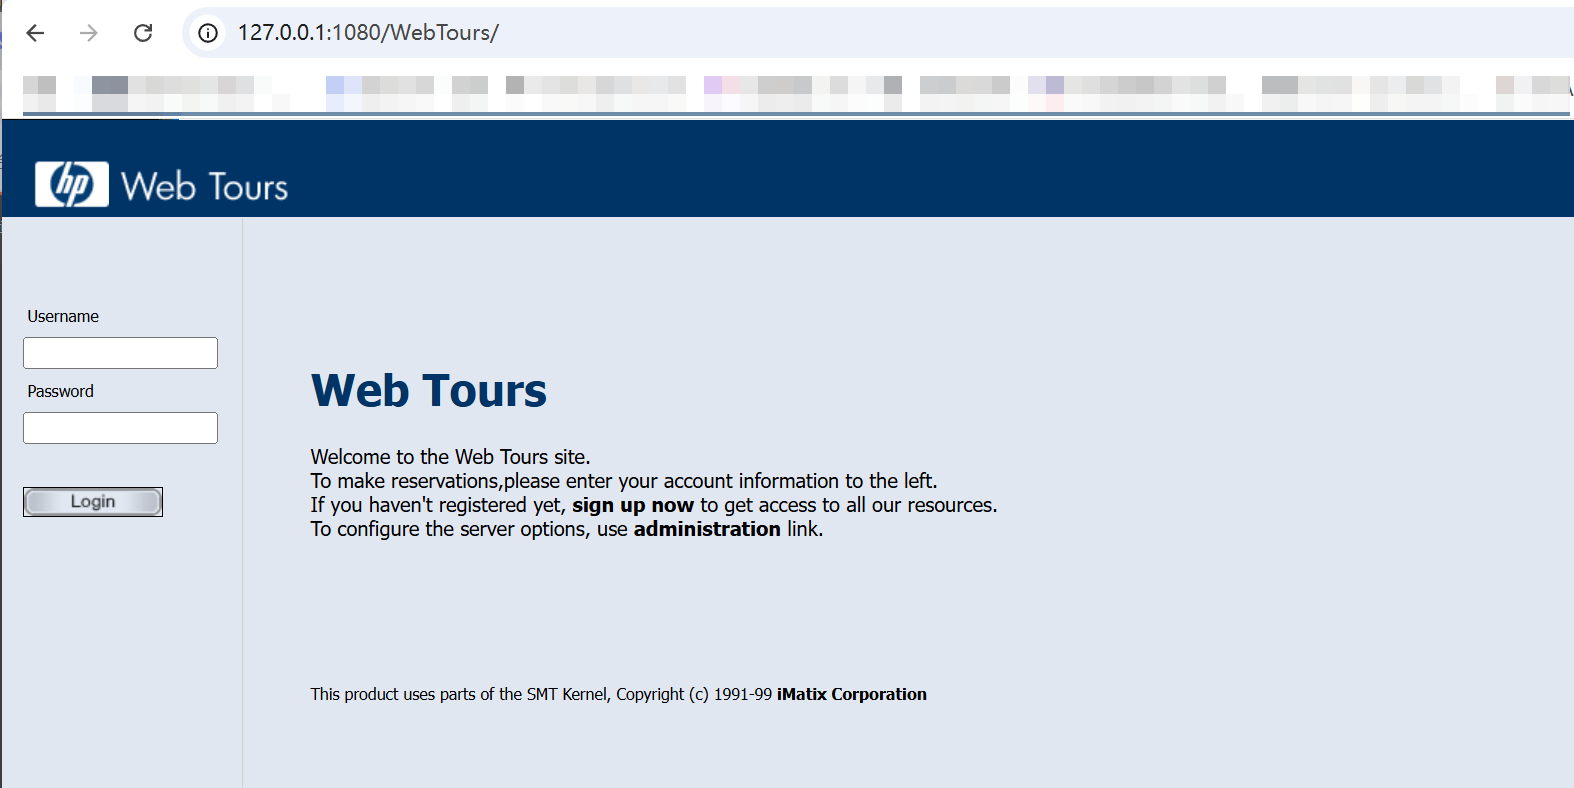 127.0.0.1:1080/WebTours/
hp Web Tours
Username
Password
Login
Web Tours
Welcome to the Web Tours site.
To make reservations,please enter your account information to the left.
If you haven't registered yet, sign up now to get access to all our resources.
To configure the server options, use administration link.
This product uses parts of the SMT Kernel, Copyright (c) 1991-99 iMatix Corporation